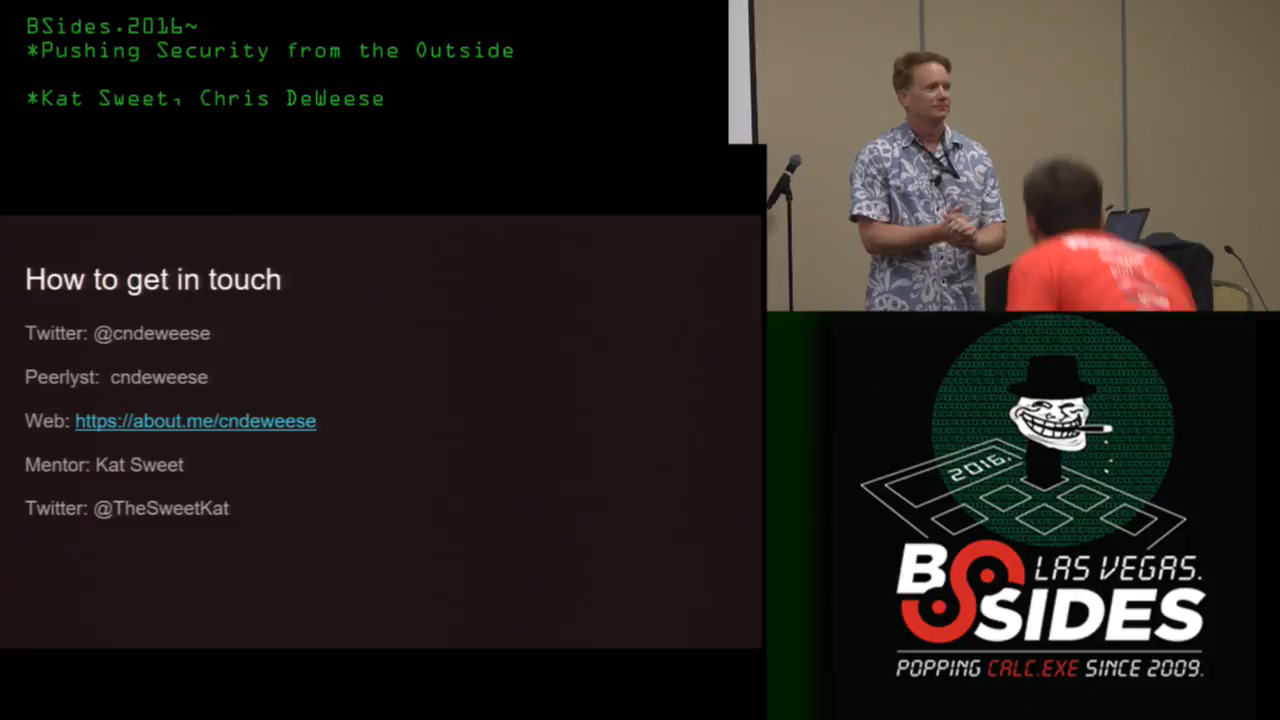 BSides.2016~
*Pushing Security from the Outside
*Kat Sweet, Chris DeWeese
How to get in touch
Twitter: @cndeweese
Peerlyst: cndeweese
Web: https://about.me/cndeweese
Mentor: Kat Sweet
Twitter: @TheSweetKat
2016.
BSIDES
LAS VEGAS.
POPPING CALC.EXE SINCE 2009.